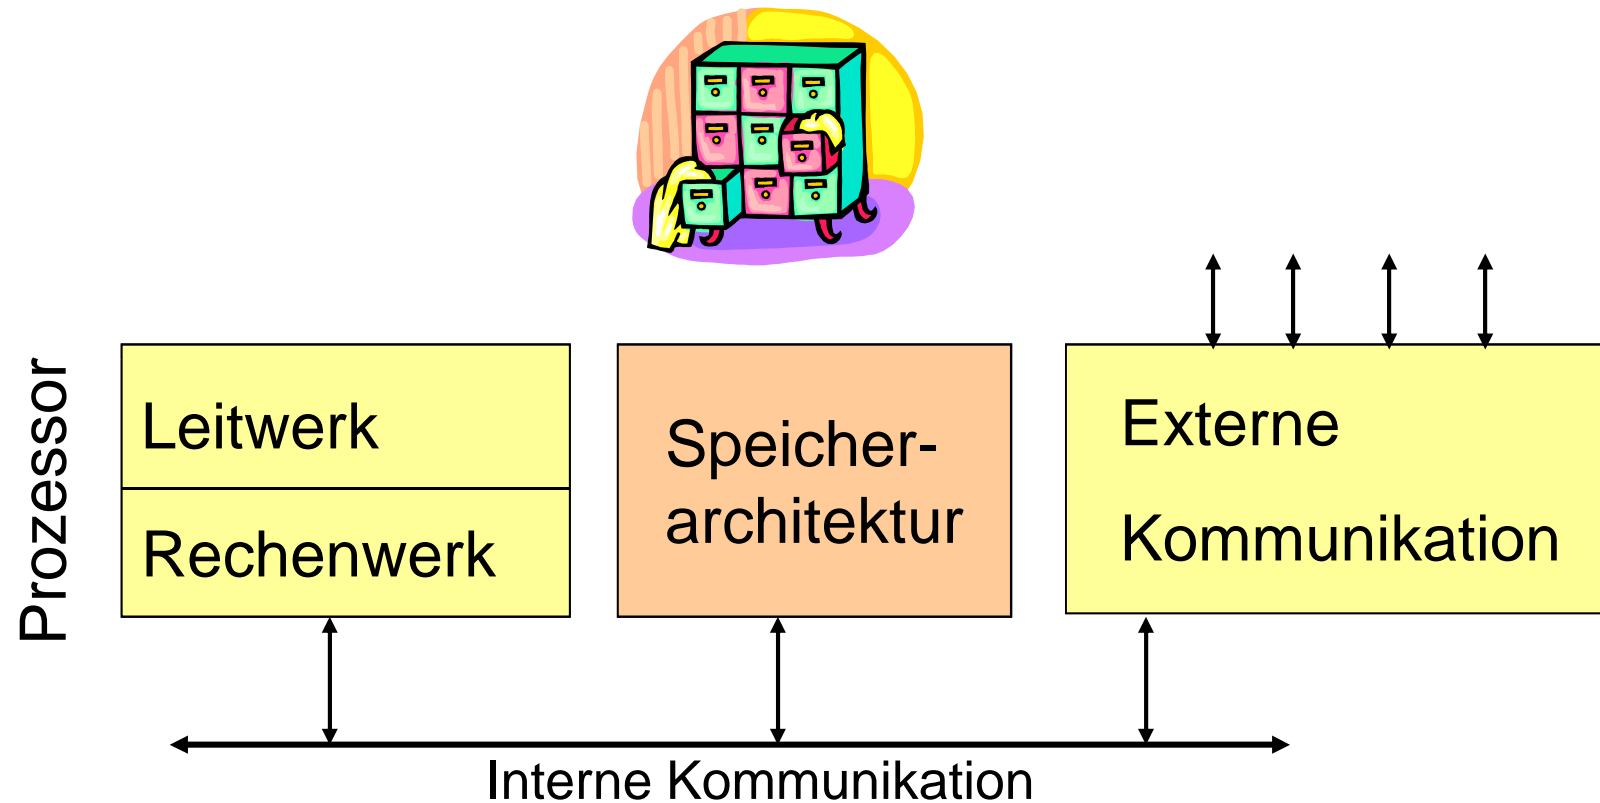 Prozessor
Leitwerk
Rechenwerk
Speicher-
architektur
Externe
Kommunikation
Interne Kommunikation